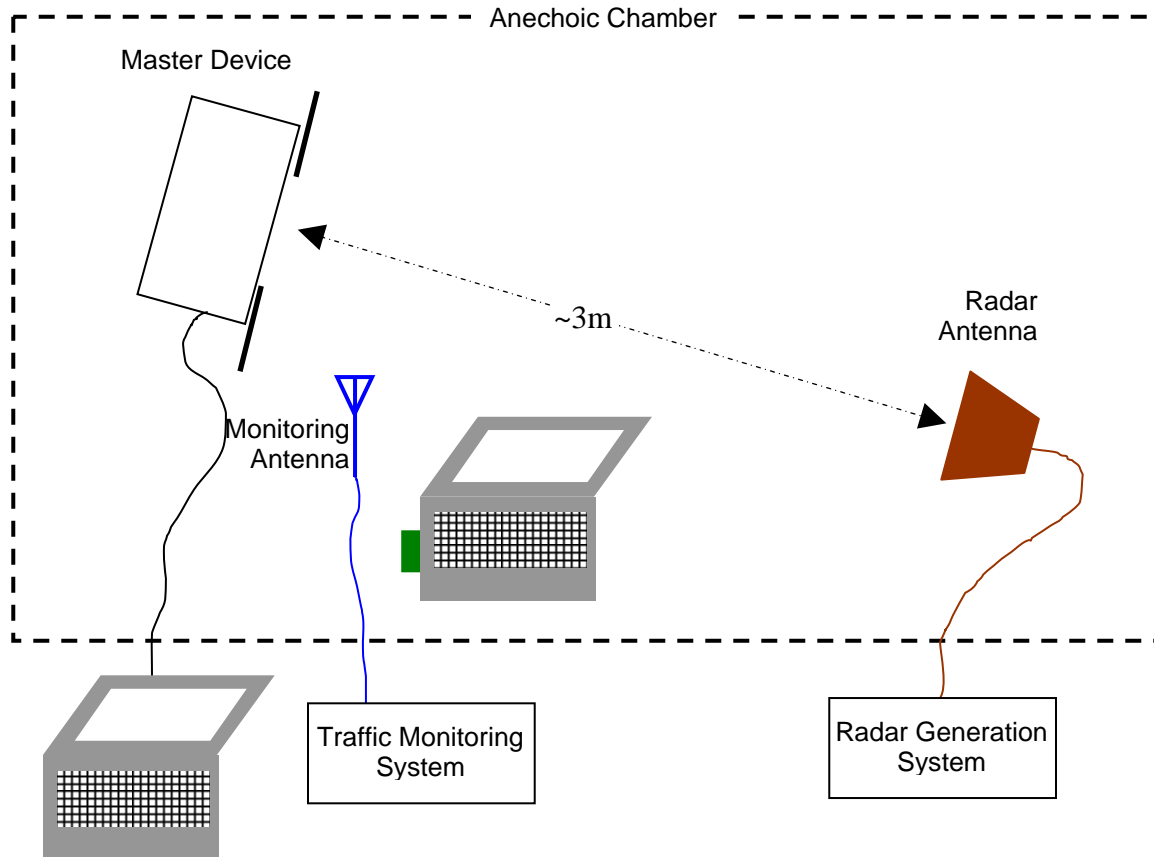 Anechoic Chamber
Master Device
~3m
Radar
Antenna
Monitoring
Antenna
Traffic Monitoring
System
Radar Generation
System